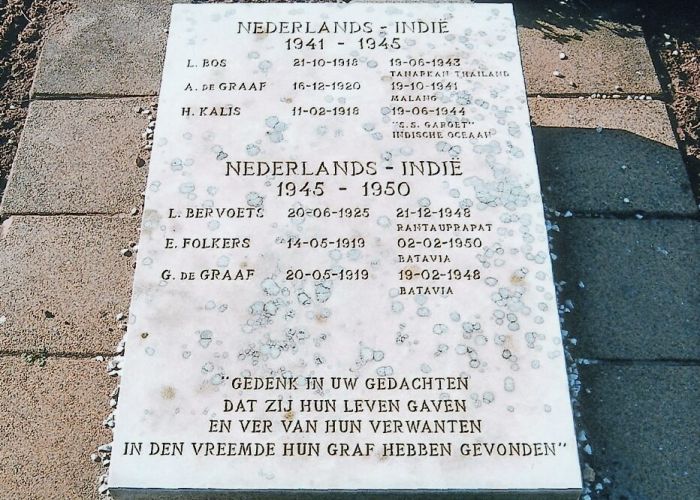 NEDERLANDS - INDIË
1941 - 1945
L. BOS 21-10-1918 19-06-1943
TANARKAN THAILAND
A. DE GRAAF 16-12-1920 19-10-1941
MALANG
H. KALIS 11-02-1918 19-06-1944
"S.S. GAROET"
INDISCHE OCEAAN
NEDERLANDS - INDIË
1945 - 1950
L. BERVOETS 20-06-1925 21-12-1948
RANTAUPRAPAT
E. FOLKERS 14-05-1919 02-02-1950
BATAVIA
G. DE GRAAF 20-05-1919 19-02-1948
BATAVIA
"GEDENK IN UW GEDACHTEN
DAT ZIJ HUN LEVEN GAVEN
EN VER VAN HUN VERWANTEN
IN DEN VREEMDE HUN GRAF HEBBEN GEVONDEN"